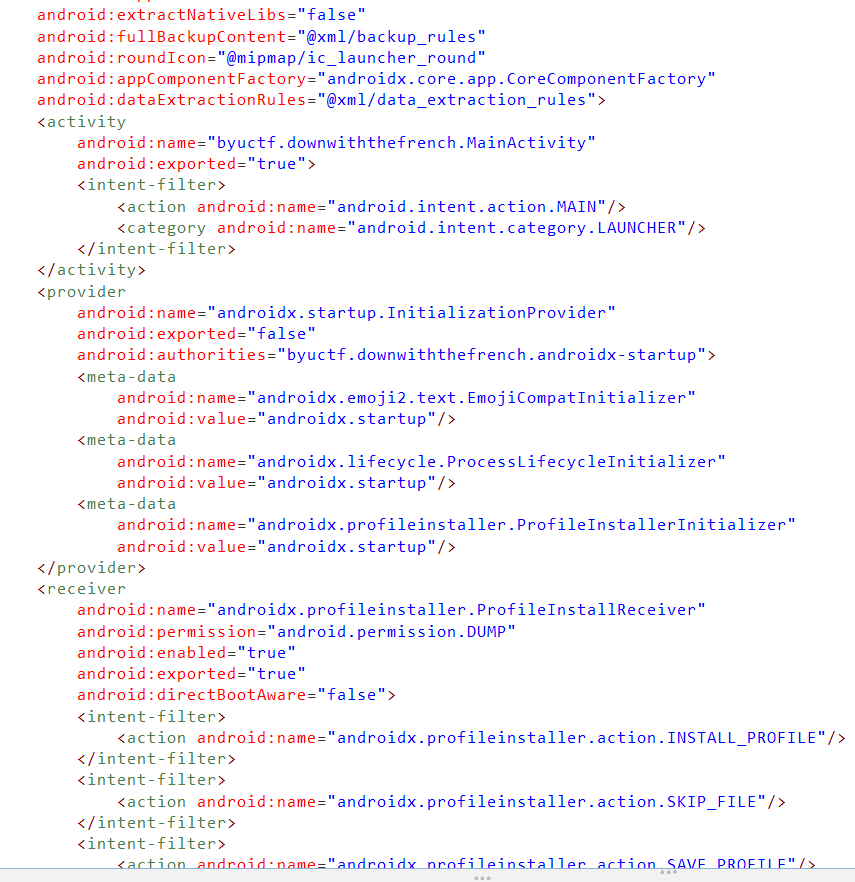 android:extractNativeLibs="false"
android:fullBackupContent="@xml/backup_rules"
android:roundIcon="@mipmap/ic_launcher_round"
android:appComponentFactory="androidx.core.app.CoreComponentFactory"
android:dataExtractionRules="@xml/data_extraction_rules">
<activity
android:name="byuctf.downwiththefrench.MainActivity"
android:exported="true">
<intent-filter>
<action android:name="android.intent.action.MAIN"/>
<category android:name="android.intent.category.LAUNCHER"/>
</intent-filter>
</activity>
<provider
android:name="androidx.startup.InitializationProvider"
android:exported="false"
android:authorities="byuctf.downwiththefrench.androidx-startup">
<meta-data
android:name="androidx.emoji2.text.EmojiCompatInitializer"
android:value="androidx.startup"/>
<meta-data
android:name="androidx.lifecycle.ProcessLifecycleInitializer"
android:value="androidx.startup"/>
<meta-data
android:name="androidx.profileinstaller.ProfileInstallerInitializer"
android:value="androidx.startup"/>
</provider>
<receiver
android:name="androidx.profileinstaller.ProfileInstallReceiver"
android:permission="android.permission.DUMP"
android:enabled="true"
android:exported="true"
android:directBootAware="false">
<intent-filter>
<action android:name="androidx.profileinstaller.action.INSTALL_PROFILE"/>
</intent-filter>
<intent-filter>
<action android:name="androidx.profileinstaller.action.SKIP_FILE"/>
</intent-filter>
<intent-filter>
<action android:name="androidx.profileinstaller.action.SAVE_PROFILE"/>